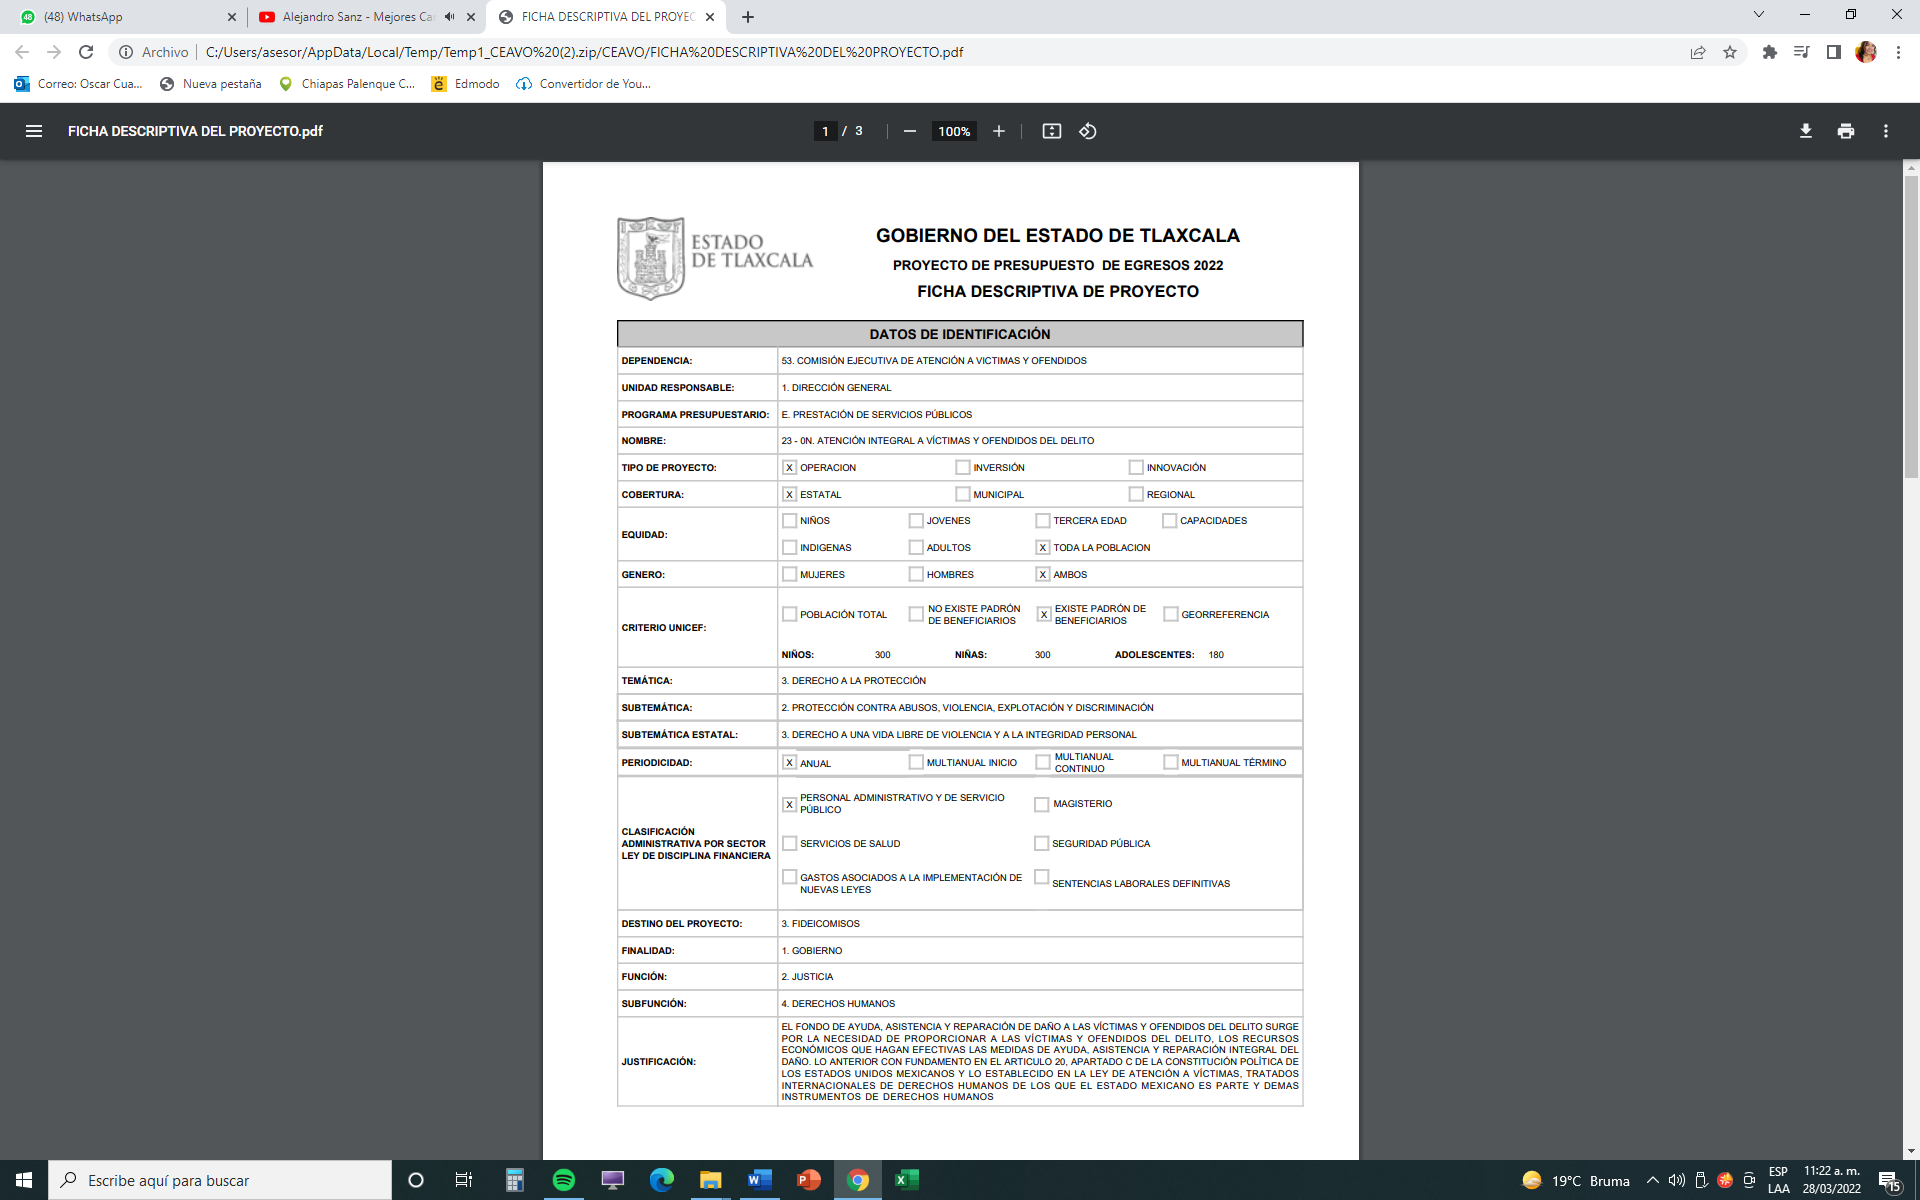 (48) WhatsApp
Alejandro Sanz - Mejores Ca
FICHA DESCRIPTIVA DEL PROYEC
Archivo
C:/Users/asesor/AppData/Local/Temp/Temp1_CEAVO%20(2).zip/CEAVO/FICHA%20DESCRIPTIVA%20DEL%20PROYECTO.pdf
Correo: Oscar Cua...
Nueva pestaña
Chiapas Palenque C...
Edmodo
Convertidor de You...
FICHA DESCRIPTIVA DEL PROYECTO.pdf
1 / 3
100%
ESTADO
DE TLAXCALA
GOBIERNO DEL ESTADO DE TLAXCALA
PROYECTO DE PRESUPUESTO DE EGRESOS 2022
FICHA DESCRIPTIVA DE PROYECTO
DATOS DE IDENTIFICACIÓN
DEPENDENCIA: 53. COMISIÓN EJECUTIVA DE ATENCIÓN A VICTIMAS Y OFENDIDOS
UNIDAD RESPONSABLE: 1. DIRECCIÓN GENERAL
PROGRAMA PRESUPUESTARIO: E. PRESTACIÓN DE SERVICIOS PÚBLICOS
NOMBRE: 23 - 0N. ATENCIÓN INTEGRAL A VÍCTIMAS Y OFENDIDOS DEL DELITO
TIPO DE PROYECTO: X OPERACION INVERSIÓN INNOVACIÓN
COBERTURA: X ESTATAL MUNICIPAL REGIONAL
EQUIDAD:
NIÑOS JOVENES TERCERA EDAD CAPACIDADES
INDIGENAS ADULTOS X TODA LA POBLACION
GENERO: MUJERES HOMBRES X AMBOS
CRITERIO UNICEF:
POBLACIÓN TOTAL
NO EXISTE PADRÓN
DE BENEFICIARIOS
X EXISTE PADRÓN DE
BENEFICIARIOS
GEORREFERENCIA
NIÑOS: 300 NIÑAS: 300 ADOLESCENTES: 180
TEMÁTICA: 3. DERECHO A LA PROTECCIÓN
SUBTEMÁTICA: 2. PROTECCIÓN CONTRA ABUSOS, VIOLENCIA, EXPLOTACIÓN Y DISCRIMINACIÓN
SUBTEMÁTICA ESTATAL: 3. DERECHO A UNA VIDA LIBRE DE VIOLENCIA Y A LA INTEGRIDAD PERSONAL
PERIODICIDAD: X ANUAL MULTIANUAL INICIO
MULTIANUAL
CONTINUO
MULTIANUAL TÉRMINO
CLASIFICACIÓN
ADMINISTRATIVA POR SECTOR
LEY DE DISCIPLINA FINANCIERA
X PERSONAL ADMINISTRATIVO Y DE SERVICIO
PÚBLICO
MAGISTERIO
SERVICIOS DE SALUD SEGURIDAD PÚBLICA
GASTOS ASOCIADOS A LA IMPLEMENTACIÓN DE
NUEVAS LEYES
SENTENCIAS LABORALES DEFINITIVAS
DESTINO DEL PROYECTO: 3. FIDEICOMISOS
FINALIDAD: 1. GOBIERNO
FUNCIÓN: 2. JUSTICIA
SUBFUNCIÓN: 4. DERECHOS HUMANOS
JUSTIFICACIÓN:
EL FONDO DE AYUDA, ASISTENCIA Y REPARACIÓN DE DAÑO A LAS VÍCTIMAS Y OFENDIDOS DEL DELITO SURGE
POR LA NECESIDAD DE PROPORCIONAR A LAS VÍCTIMAS Y OFENDIDOS DEL DELITO, LOS RECURSOS
ECONÓMICOS QUE HAGAN EFECTIVAS LAS MEDIDAS DE AYUDA, ASISTENCIA Y REPARACIÓN INTEGRAL DEL
DAÑO. LO ANTERIOR CON FUNDAMENTO EN EL ARTICULO 20, APARTADO C DE LA CONSTITUCIÓN POLÍTICA DE
LOS ESTADOS UNIDOS MEXICANOS Y LO ESTABLECIDO EN LA LEY DE ATENCIÓN A VÍCTIMAS, TRATADOS
INTERNACIONALES DE DERECHOS HUMANOS DE LOS QUE EL ESTADO MEXICANO ES PARTE Y DEMAS
INSTRUMENTOS DE DERECHOS HUMANOS
Escribe aquí para buscar
19°C Bruma
ESP
LAA
11:22 a. m.
28/03/2022
15